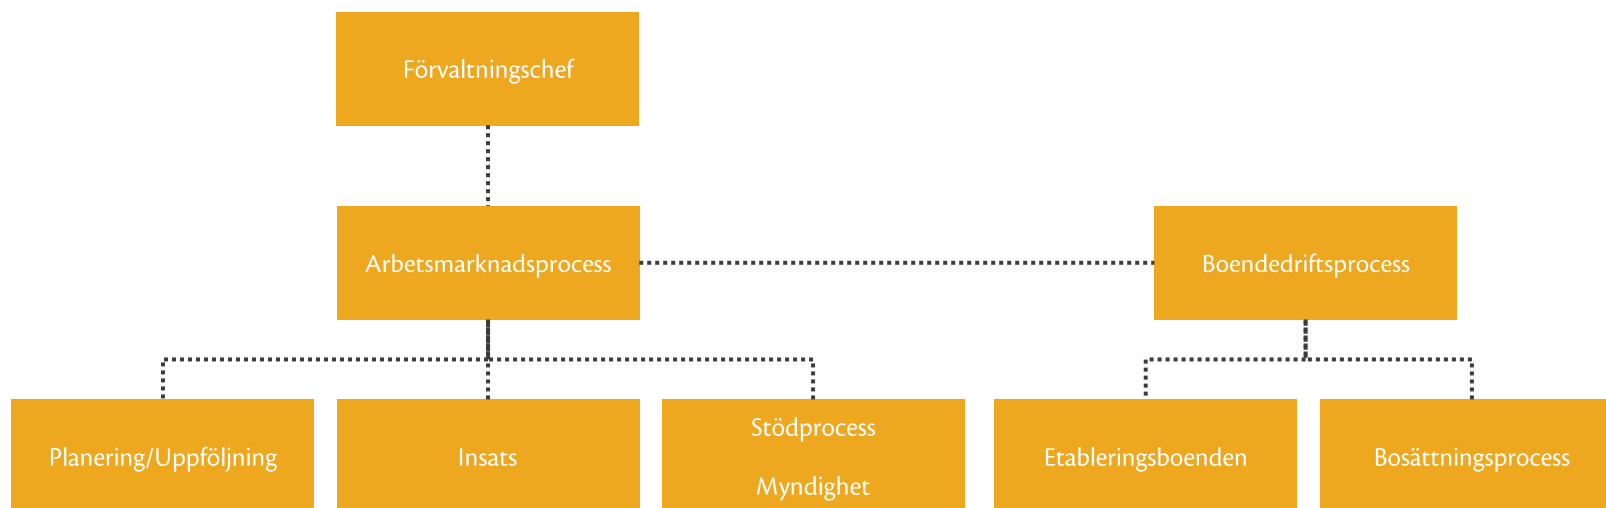 Förvaltningschef
Arbetsmarknadsprocess
Boendedriftsprocess
Planering/Uppföljning
Insats
Stödprocess
Myndighet
Etableringsboenden
Bosättningsprocess